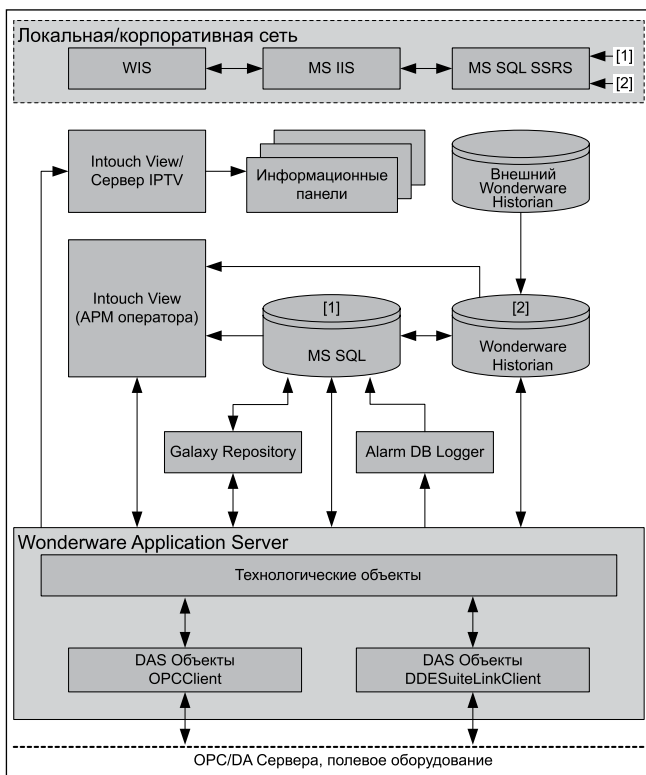 Локальная/корпоративная сеть
WIS
MS IIS
MS SQL SSRS
[1]
[2]
Intouch View/
Сервер IPTV
Информационные
панели
Внешний
Wonderware
Historian
Intouch View
(АРМ оператора)
[1]
MS SQL
[2]
Wonderware
Historian
Galaxy Repository
Alarm DB Logger
Wonderware Application Server
Технологические объекты
DAS Объекты
OPCClient
DAS Объекты
DDESuiteLinkClient
OPC/DA Сервера, полевое оборудование